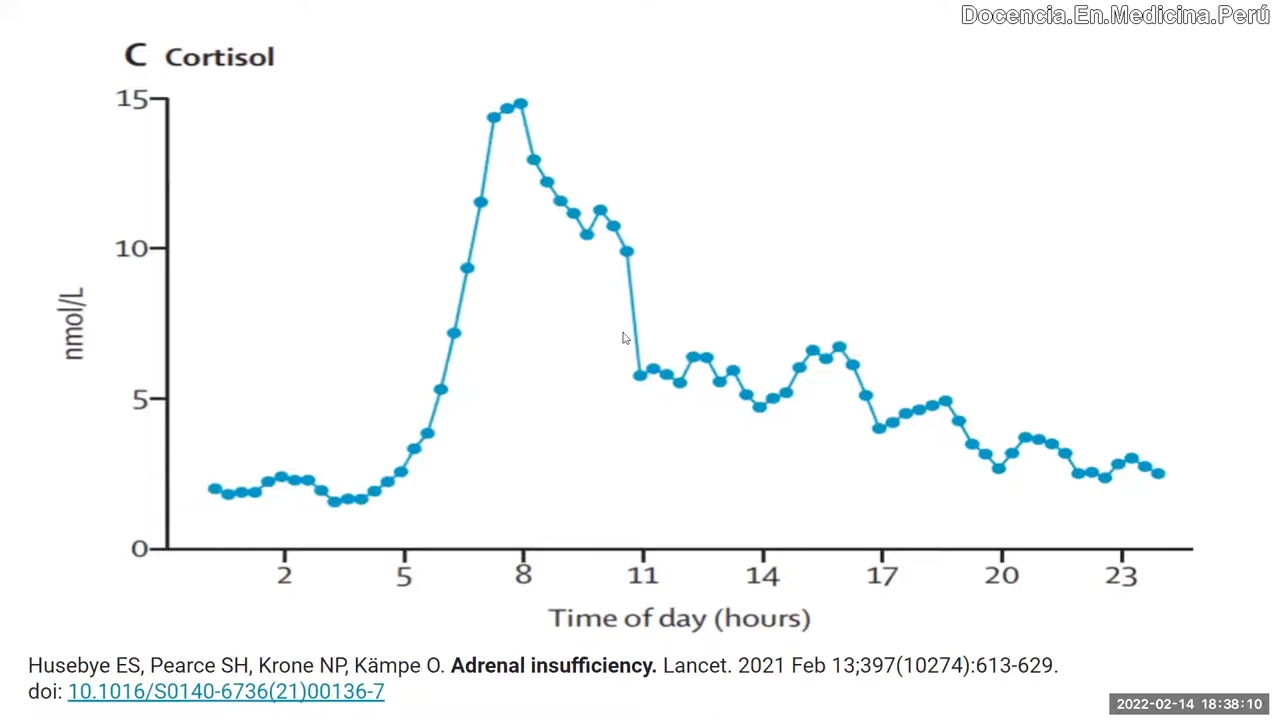 Docencia.En.Medicina.Perú
C Cortisol
15
10
5
0
nmol/L
2 5 8 11 14 17 20 23
Time of day (hours)
Husebye ES, Pearce SH, Krone NP, Kämpe O. Adrenal insufficiency. Lancet. 2021 Feb 13;397(10274):613-629.
doi: 10.1016/S0140-6736(21)00136-7
2022-02-14 18:38:10